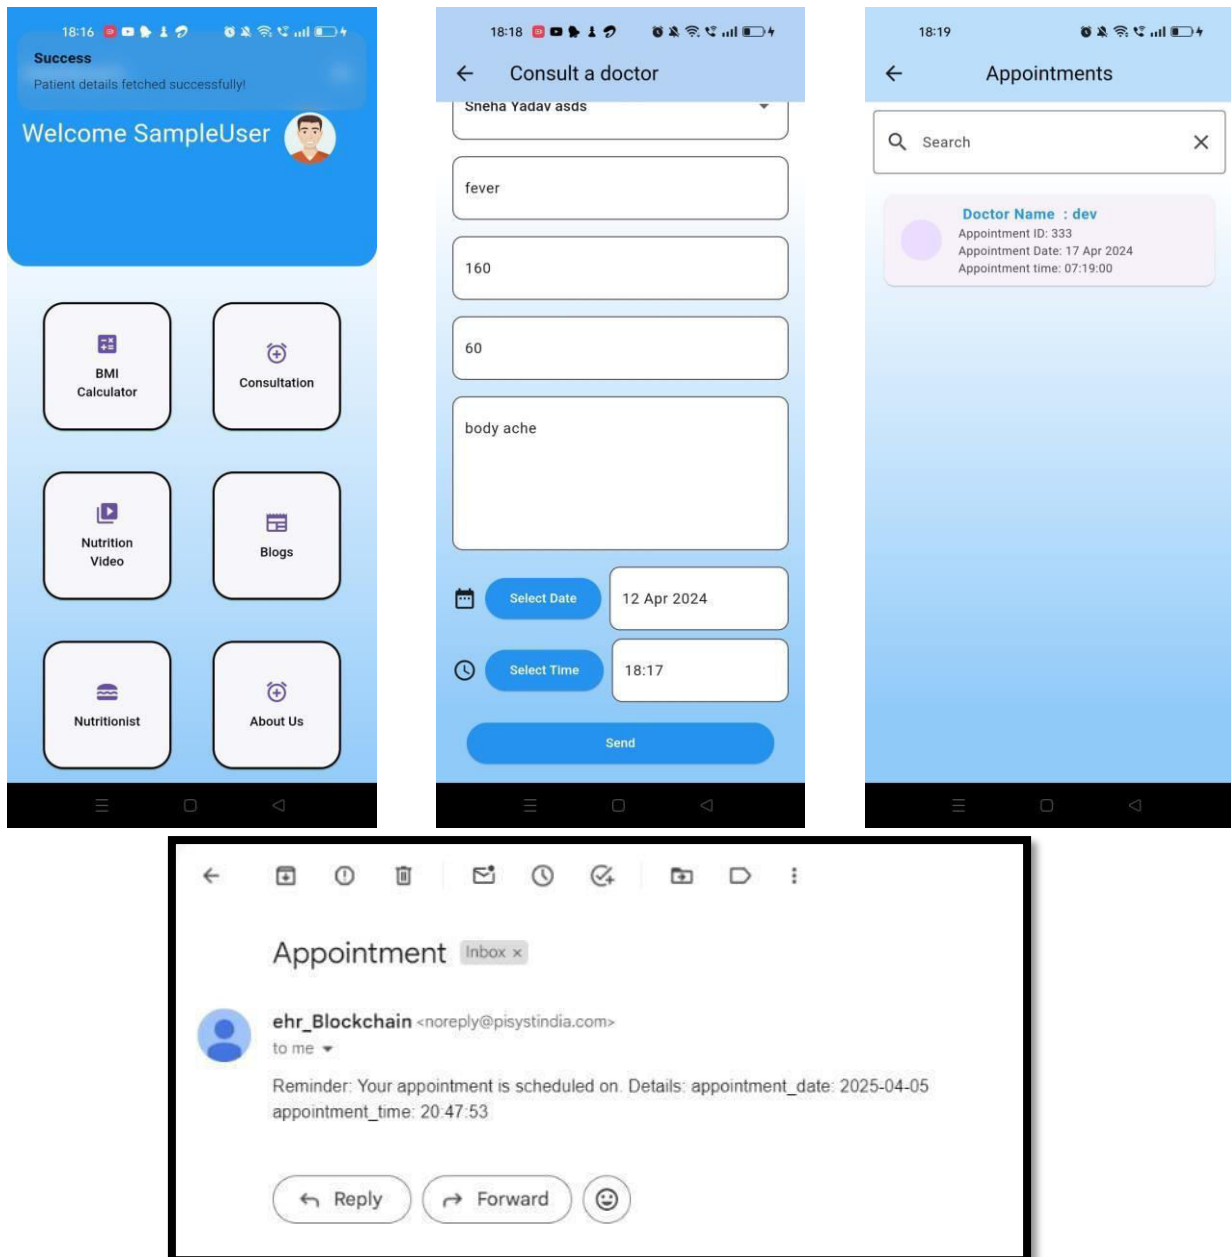 18:16
Success
Patient details fetched successfully!
Welcome SampleUser
BMI
Calculator
Consultation
Nutrition
Video
Blogs
Nutritionist
About Us
18:18
Consult a doctor
Sneha Yadav asds
fever
160
60
body ache
Select Date
12 Apr 2024
Select Time
18:17
Send
18:19
Appointments
Search
Doctor Name : dev
Appointment ID: 333
Appointment Date: 17 Apr 2024
Appointment time: 07:19:00
Appointment Inbox ×
ehr_Blockchain <noreply@pisystindia.com>
to me
Reminder: Your appointment is scheduled on. Details: appointment_date: 2025-04-05
appointment_time: 20:47:53
Reply
Forward